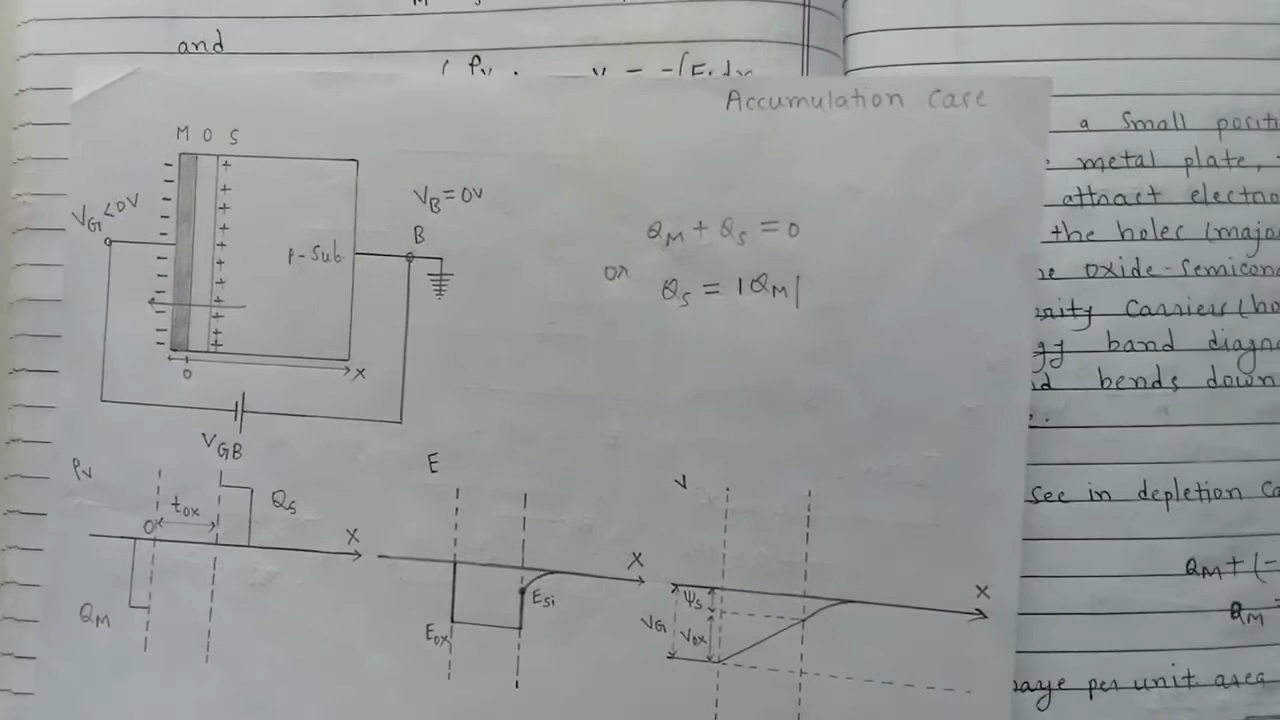 and
Accumulation Case
M O S
VG<0V
VB=0V
B
p-Sub
QM + QS = 0
or
QS = |QM|
0
X
VGB
ρv
tox
QS
0
X
QM
E
X
ESi
Eox
V
X
ψs
VG
Vox
a small positi
metal plate,
attract electro
the holes (majo
oxide-semicon
Carriers (ho
band diagr
bends down
see in depletion ca
QM + (-
QM
per unit area